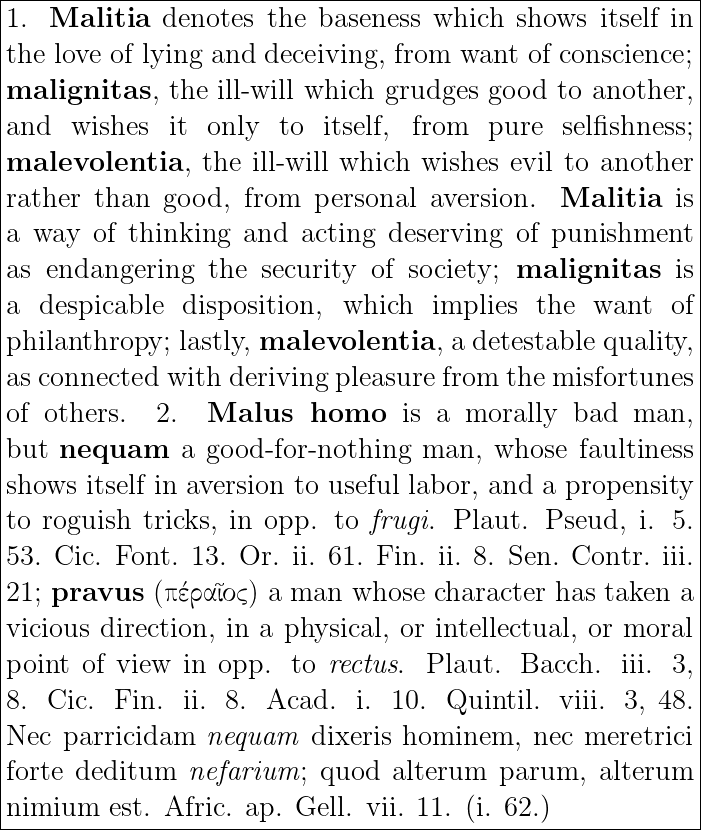 1. Malitia denotes the baseness which shows itself in
the love of lying and deceiving, from want of conscience;
malignitas, the ill-will which grudges good to another,
and wishes it only to itself, from pure selfishness;
malevolentia, the ill-will which wishes evil to another
rather than good, from personal aversion. Malitia is
a way of thinking and acting deserving of punishment
as endangering the security of society; malignitas is
a despicable disposition, which implies the want of
philanthropy; lastly, malevolentia, a detestable quality,
as connected with deriving pleasure from the misfortunes
of others. 2. Malus homo is a morally bad man,
but nequam a good-for-nothing man, whose faultiness
shows itself in aversion to useful labor, and a propensity
to roguish tricks, in opp. to frugi. Plaut. Pseud, i. 5.
53. Cic. Font. 13. Or. ii. 61. Fin. ii. 8. Sen. Contr. iii.
21; pravus (πέραῖος) a man whose character has taken a
vicious direction, in a physical, or intellectual, or moral
point of view in opp. to rectus. Plaut. Bacch. iii. 3,
8. Cic. Fin. ii. 8. Acad. i. 10. Quintil. viii. 3, 48.
Nec parricidam nequam dixeris hominem, nec meretrici
forte deditum nefarium; quod alterum parum, alterum
nimium est. Afric. ap. Gell. vii. 11. (i. 62.)